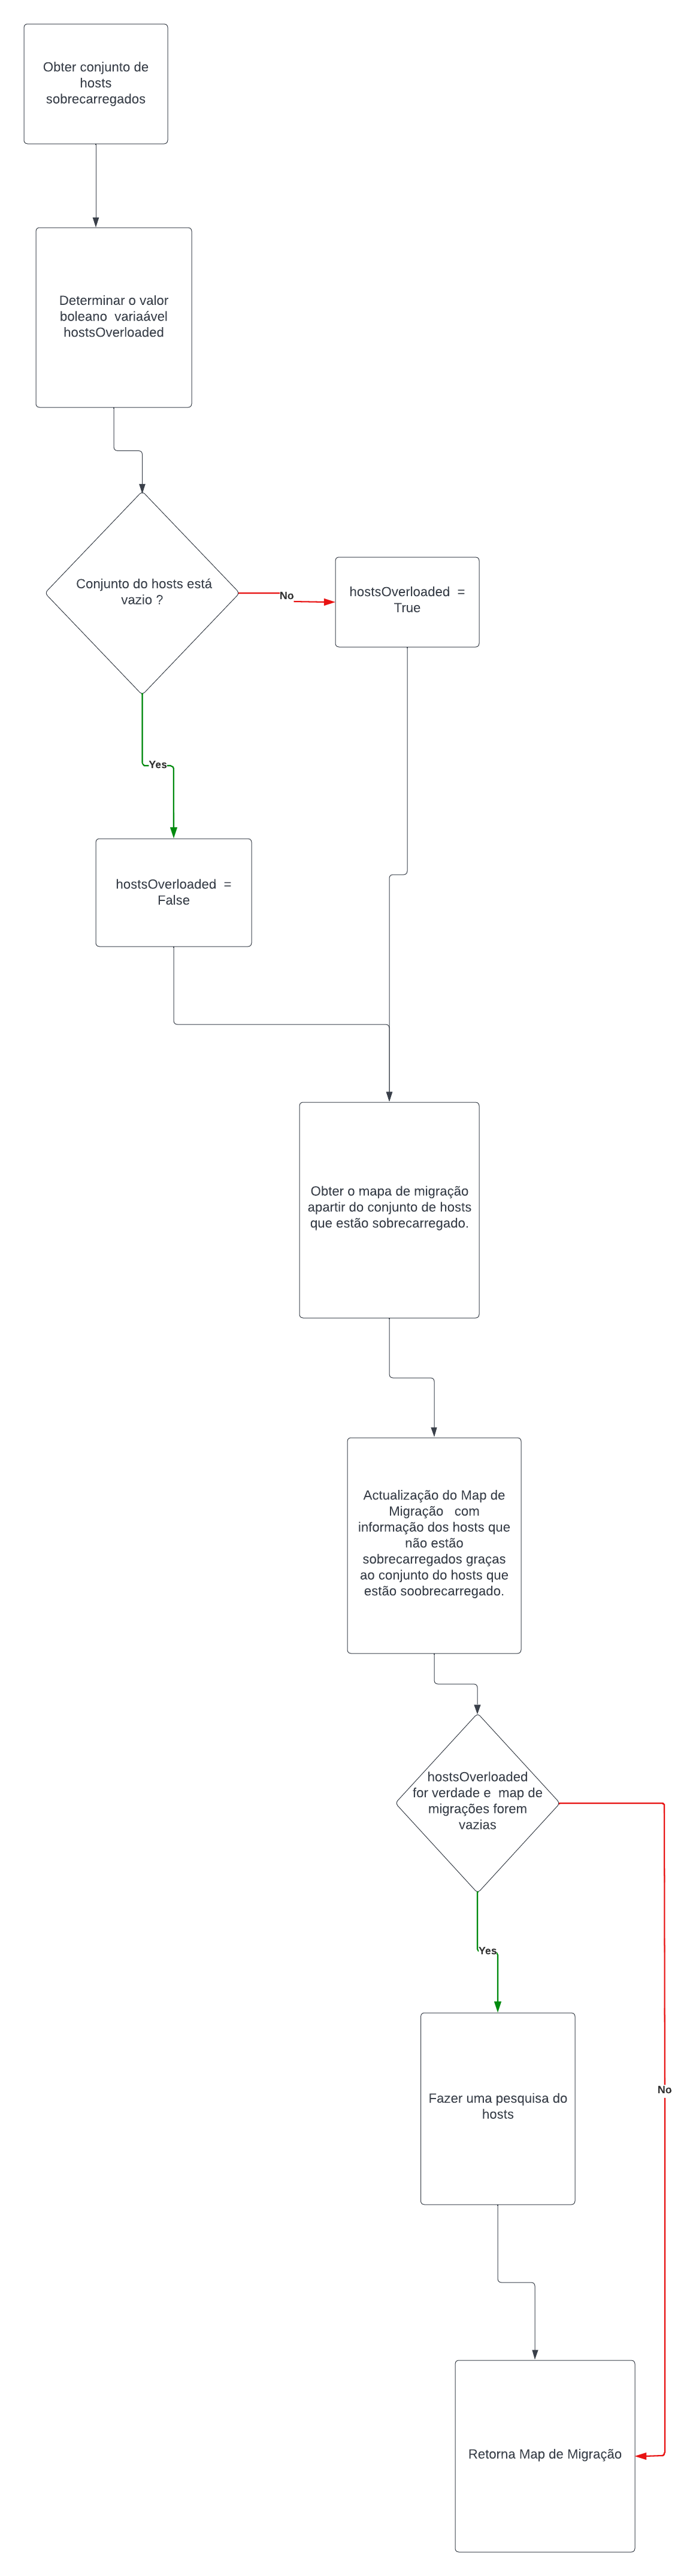 Obter conjunto de
hosts
sobrecarregados
Determinar o valor
boleano  variaável
hostsOverloaded
Conjunto do hosts está
vazio ?
No
hostsOverloaded  =
True
Yes
hostsOverloaded  =
False
Obter o mapa de migração
apartir do conjunto de hosts
que estão sobrecarregado.
Actualização do Map de
Migração   com
informação dos hosts que
não estão
sobrecarregados graças
ao conjunto do hosts que
estão soobrecarregado.
hostsOverloaded
for verdade e  map de
migrações forem
vazias
Yes
Fazer uma pesquisa do
hosts
No
Retorna Map de Migração